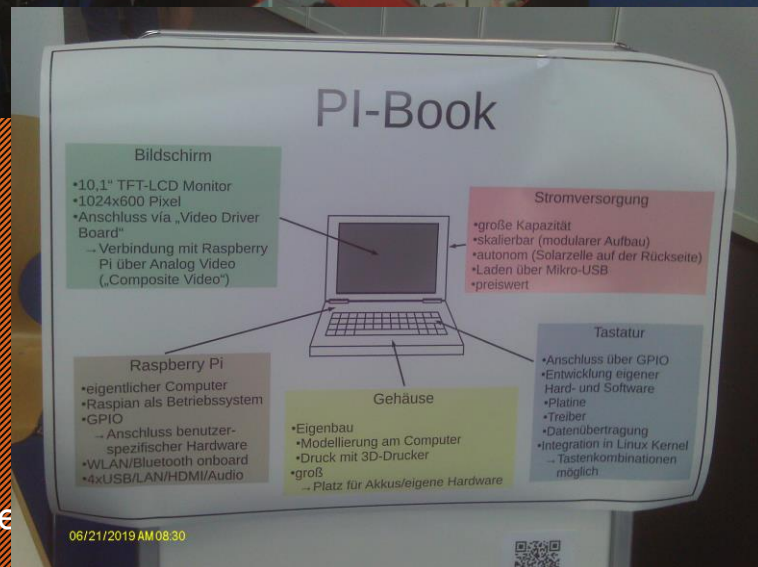 PI-Book
Bildschirm
•10,1“ TFT-LCD Monitor
•1024x600 Pixel
•Anschluss vía „Video Driver
Board“
→Verbindung mit Raspberry
Pi über Analog Video
(„Composite Video“)
Stromversorgung
•große Kapazität
•skalierbar (modularer Aufbau)
•autonom (Solarzelle auf der Rückseite)
•Laden über Mikro-USB
•preiswert
Raspberry Pi
•eigentlicher Computer
•Raspian als Betriebssystem
•GPIO
→Anschluss benutzer-
spezifischer Hardware
•WLAN/Bluetooth onboard
•4xUSB/LAN/HDMI/Audio
Gehäuse
•Eigenbau
•Modellierung am Computer
•Druck mit 3D-Drucker
•groß
→Platz für Akkus/eigene Hardware
Tastatur
•Anschluss über GPIO
•Entwicklung eigener
Hard- und Software
•Platine
•Treiber
•Datenübertragung
•Integration in Linux Kernel
→Tastenkombinationen
möglich
06/21/2019 AM 08:30